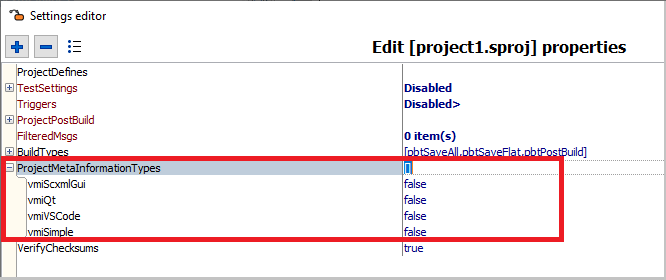 Settings editor
Edit [project1.sproj] properties
ProjectDefines
TestSettings Disabled
Triggers Disabled>
ProjectPostBuild
FilteredMsgs 0 item(s)
BuildTypes [pbtSaveAll,pbtSaveFlat,pbtPostBuild]
ProjectMetaInformationTypes []
vmiScxmlGui false
vmiQt false
vmiVSCode false
vmiSimple false
VerifyChecksums true